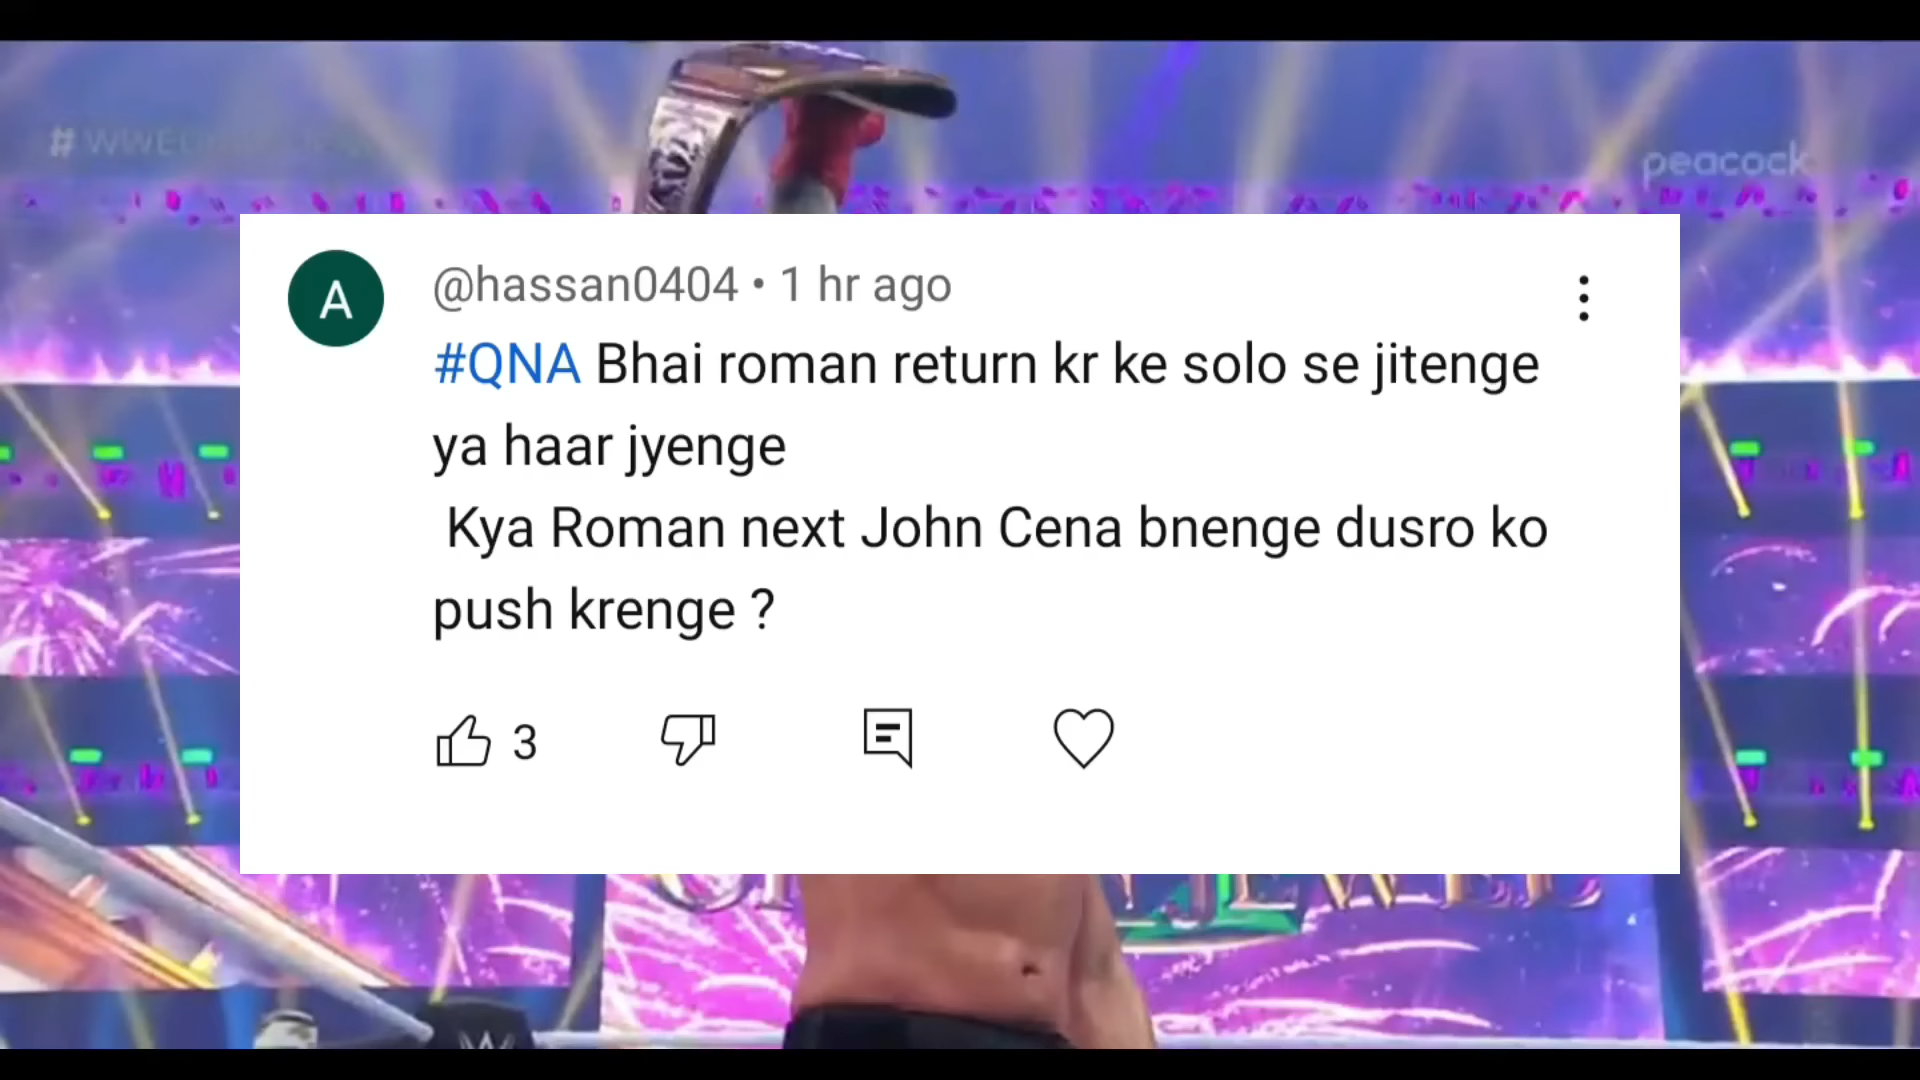 peacock
A
@hassan0404 • 1 hr ago
#QNA Bhai roman return kr ke solo se jitenge
ya haar jyenge
Kya Roman next John Cena bnenge dusro ko
push krenge ?
3